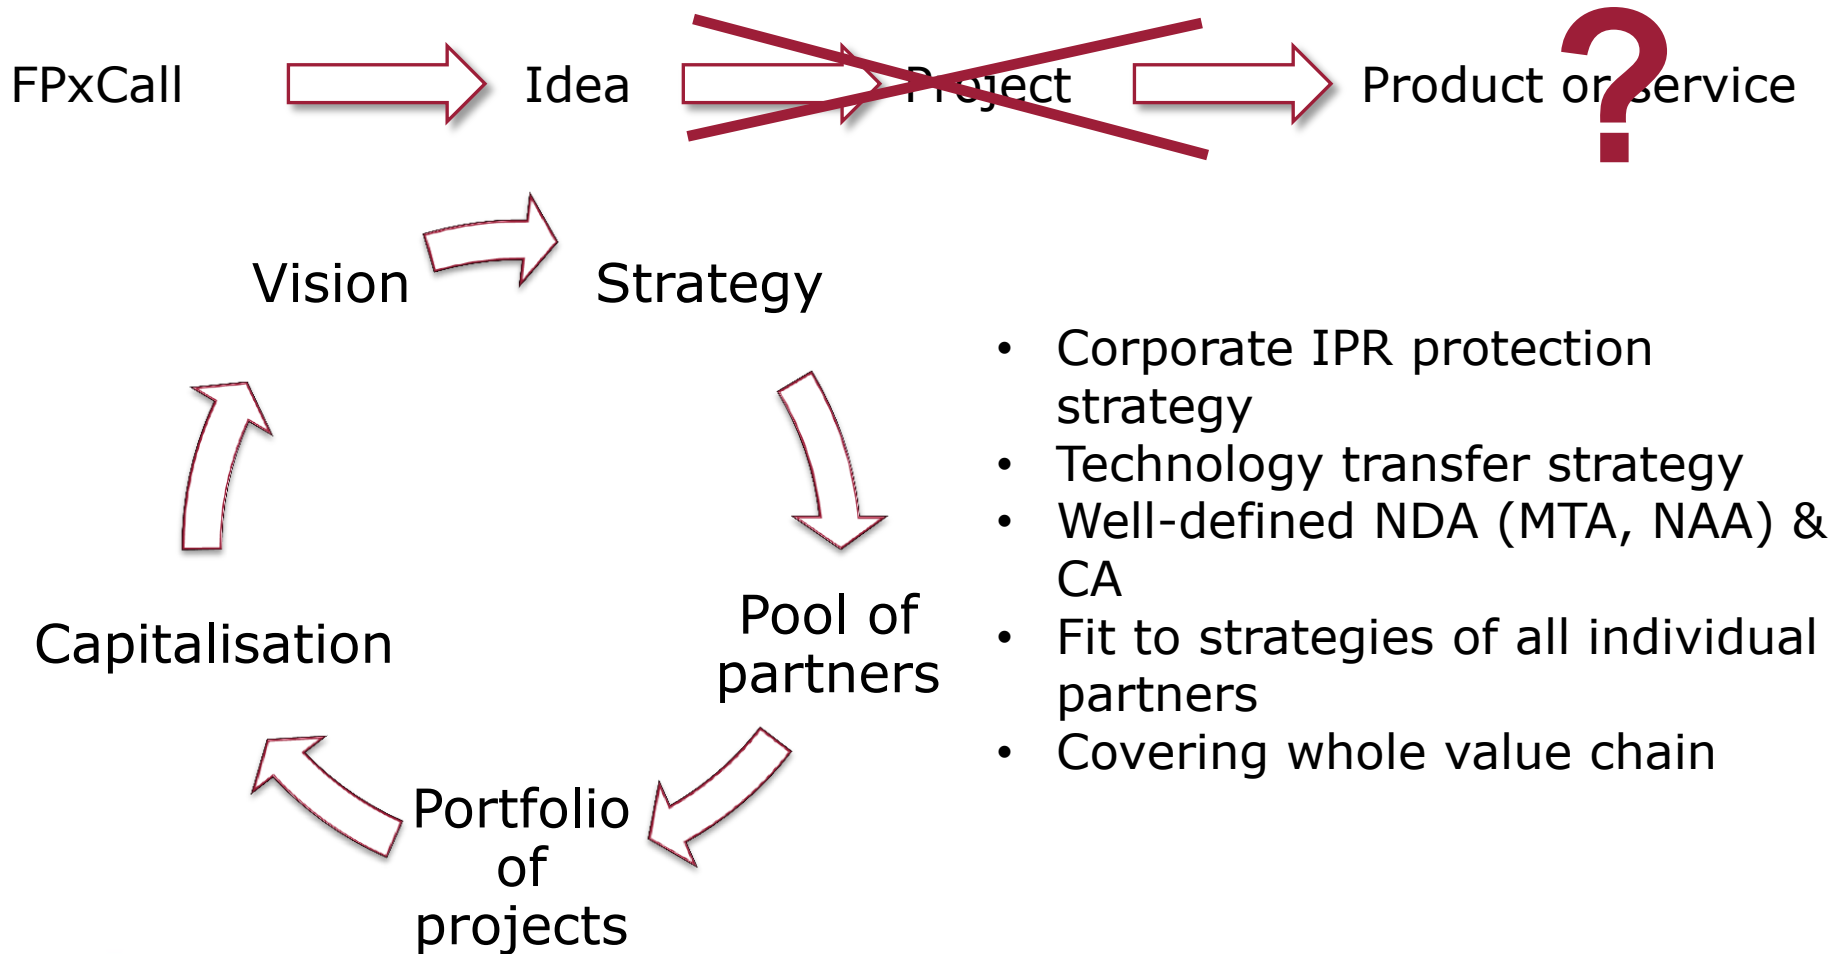 FPxCall
Idea
Project
Product or service
?
Vision
Strategy
Pool of
partners
Portfolio
of
projects
Capitalisation
• Corporate IPR protection
strategy
• Technology transfer strategy
• Well-defined NDA (MTA, NAA) &
CA
• Fit to strategies of all individual
partners
• Covering whole value chain